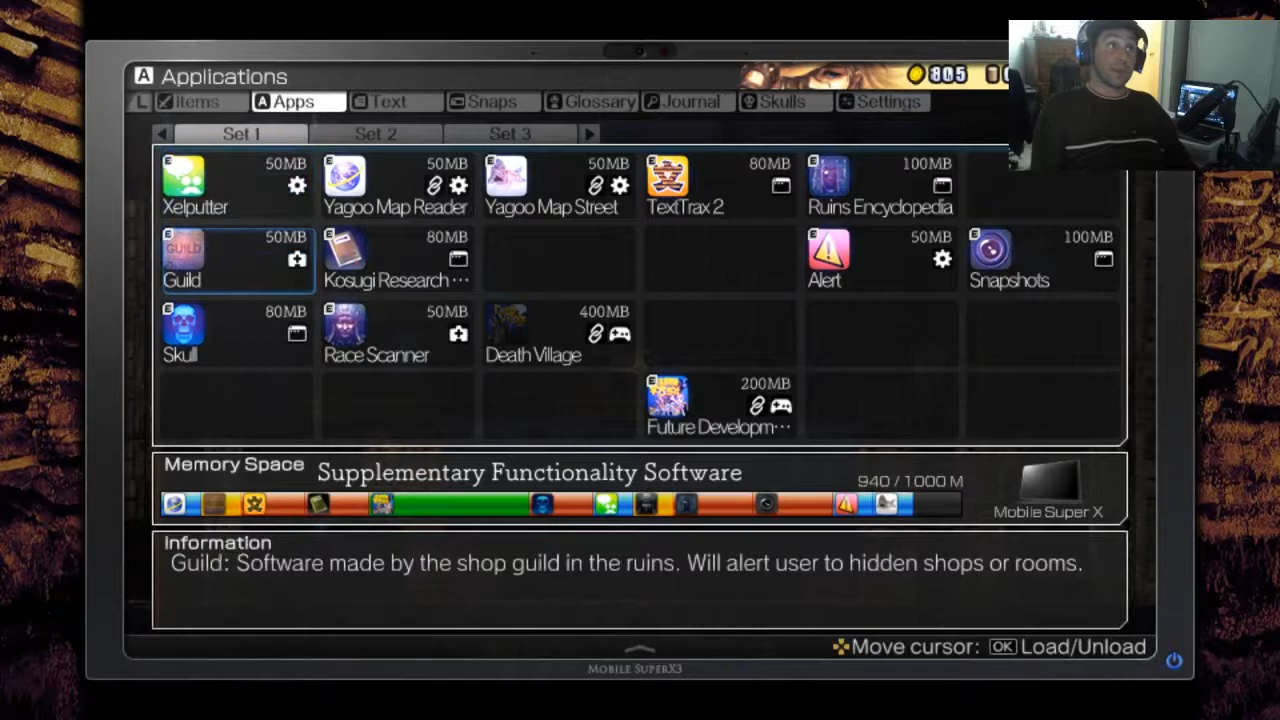 A Applications
805
L Items A Apps Text Snaps Glossary Journal Skulls Settings
Set 1 Set 2 Set 3
50MB 50MB 50MB 80MB 100MB
Xelputter Yagoo Map Reader Yagoo Map Street TextTrax 2 Ruins Encyclopedia
GUILD 50MB 80MB 50MB 100MB
Guild Kosugi Research ··· Alert Snapshots
80MB 50MB 400MB
Skull Race Scanner Death Village
200MB
Future Developm···
Memory Space Supplementary Functionality Software 940 / 1000 M
Mobile Super X
Information
Guild: Software made by the shop guild in the ruins. Will alert user to hidden shops or rooms.
Move cursor: OK Load/Unload
MOBILE SUPERX3